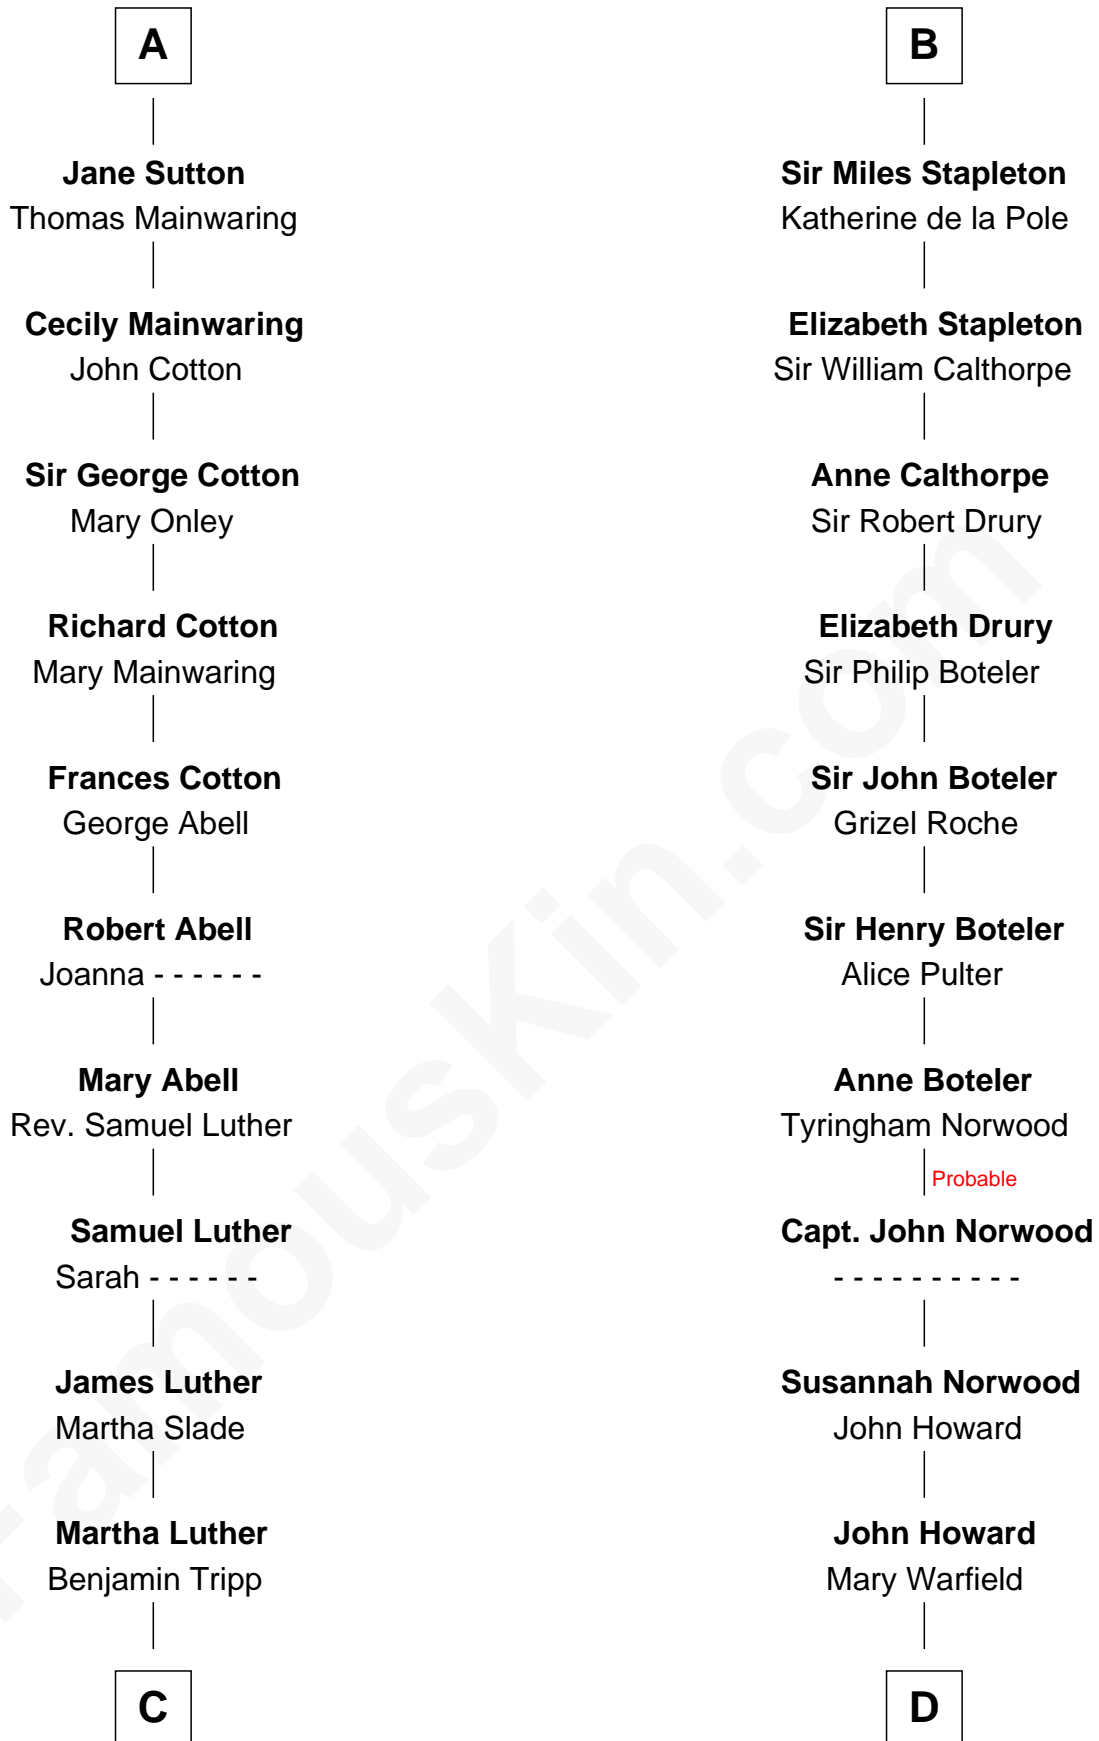 A
Jane Sutton
Thomas Mainwaring
Cecily Mainwaring
John Cotton
Sir George Cotton
Mary Onley
Richard Cotton
Mary Mainwaring
Frances Cotton
George Abell
Robert Abell
Joanna - - - - - -
Mary Abell
Rev. Samuel Luther
Samuel Luther
Sarah - - - - - -
James Luther
Martha Slade
Martha Luther
Benjamin Tripp
C
B
Sir Miles Stapleton
Katherine de la Pole
Elizabeth Stapleton
Sir William Calthorpe
Anne Calthorpe
Sir Robert Drury
Elizabeth Drury
Sir Philip Boteler
Sir John Boteler
Grizel Roche
Sir Henry Boteler
Alice Pulter
Anne Boteler
Tyringham Norwood
Probable
Capt. John Norwood
- - - - - - - - - -
Susannah Norwood
John Howard
John Howard
Mary Warfield
D
FamousKin.com